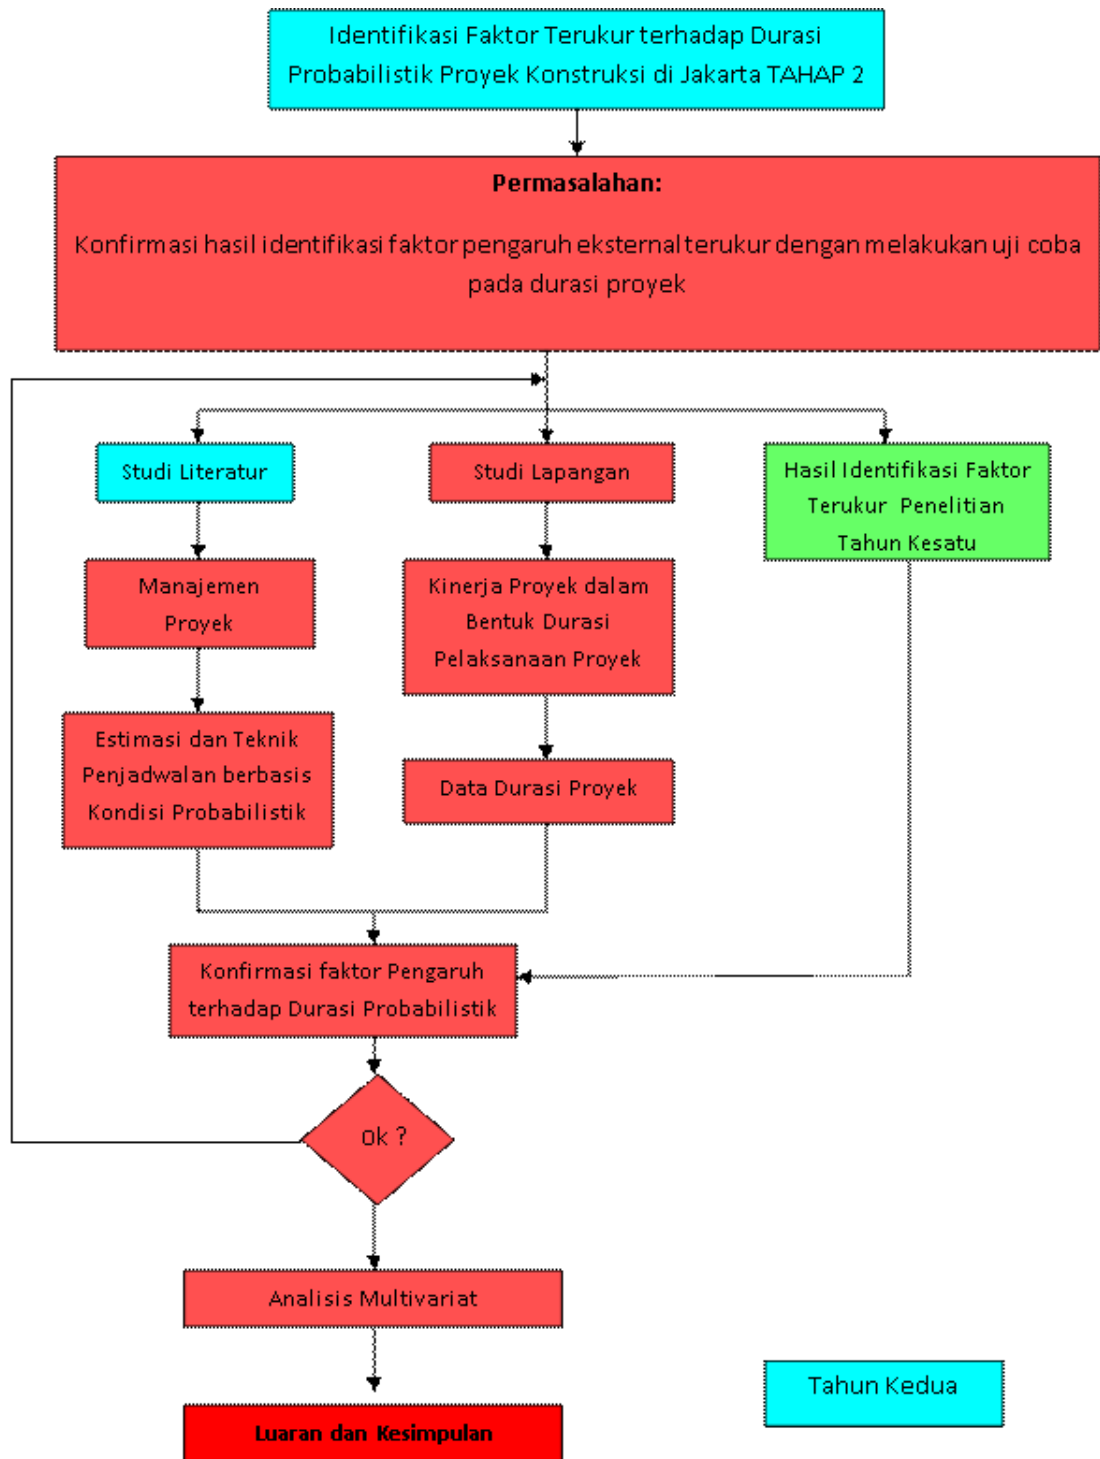 Identifikasi Faktor Terukur terhadap Durasi
Probabilistik Proyek Konstruksi di Jakarta TAHAP 2
Permasalahan:
Konfirmasi hasil identifikasi faktor pengaruh eksternal terukur dengan melakukan uji coba
pada durasi proyek
Studi Literatur
Studi Lapangan
Hasil Identifikasi Faktor
Terukur Penelitian
Tahun Kesatu
Manajemen
Proyek
Kinerja Proyek dalam
Bentuk Durasi
Pelaksanaan Proyek
Estimasi dan Teknik
Penjadwalan berbasis
Kondisi Probabilistik
Data Durasi Proyek
Konfirmasi faktor Pengaruh
terhadap Durasi Probabilistik
Ok ?
Analisis Multivariat
Tahun Kedua
Luaran dan Kesimpulan